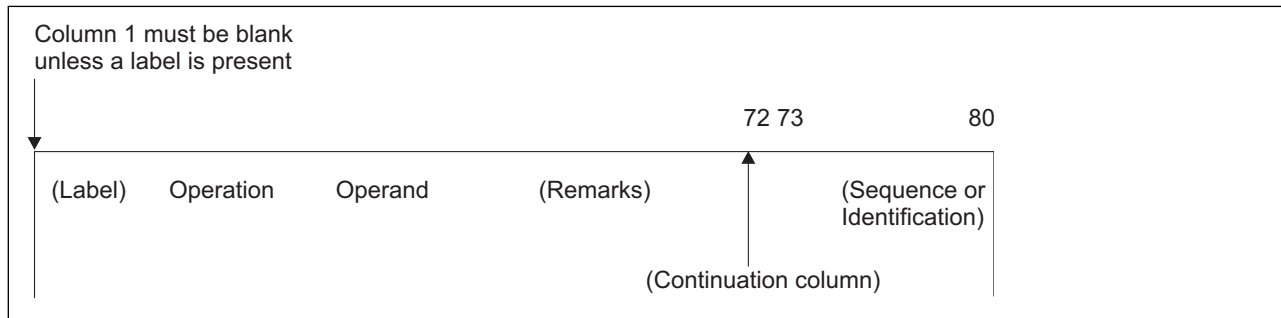 Column 1 must be blank
unless a label is present
72 73 80
(Label) Operation Operand (Remarks) (Sequence or
Identification)
(Continuation column)